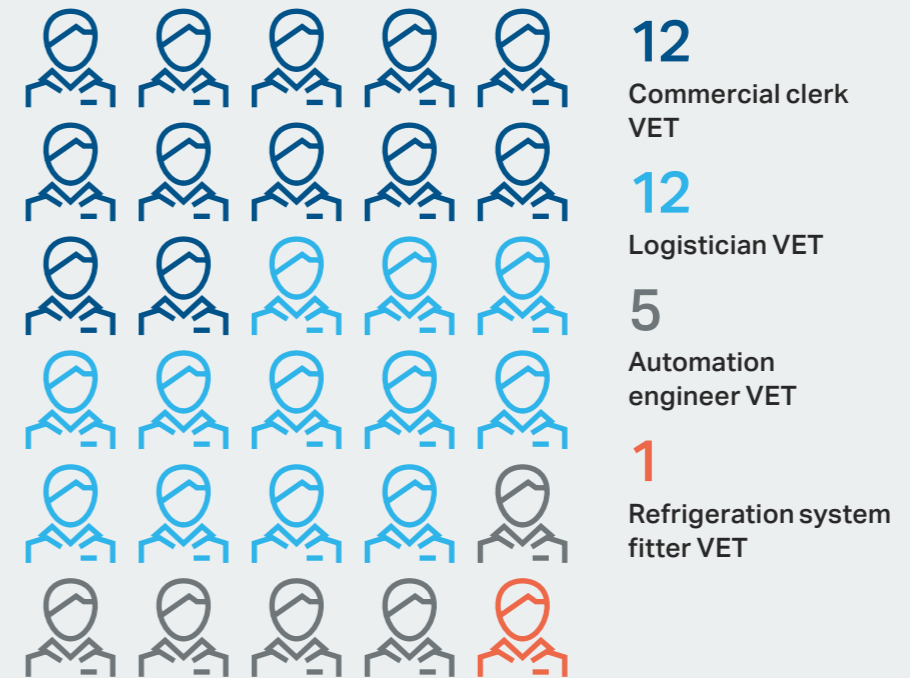 12
Commercial clerk
VET
12
Logistician VET
5
Automation
engineer VET
1
Refrigeration system
fitter VET